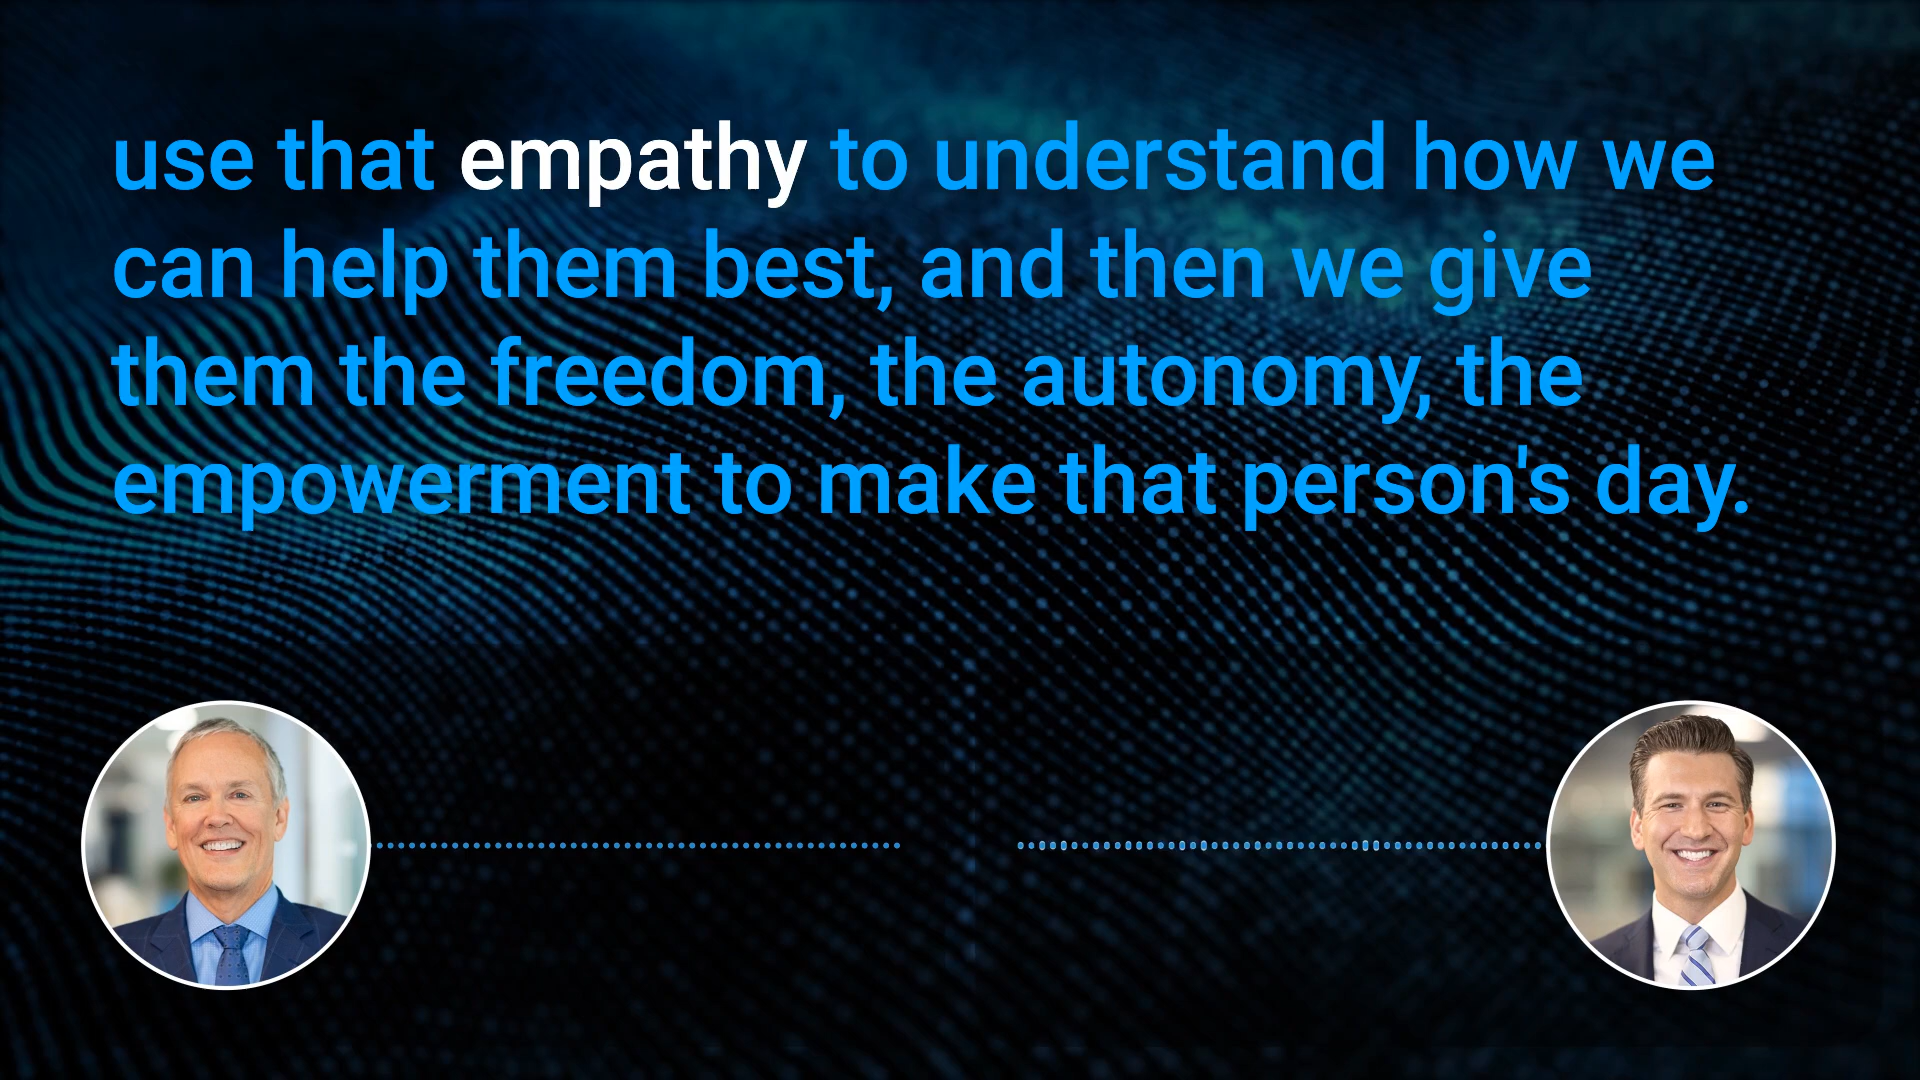 use that empathy to understand how we
can help them best, and then we give
them the freedom, the autonomy, the
empowerment to make that person's day.